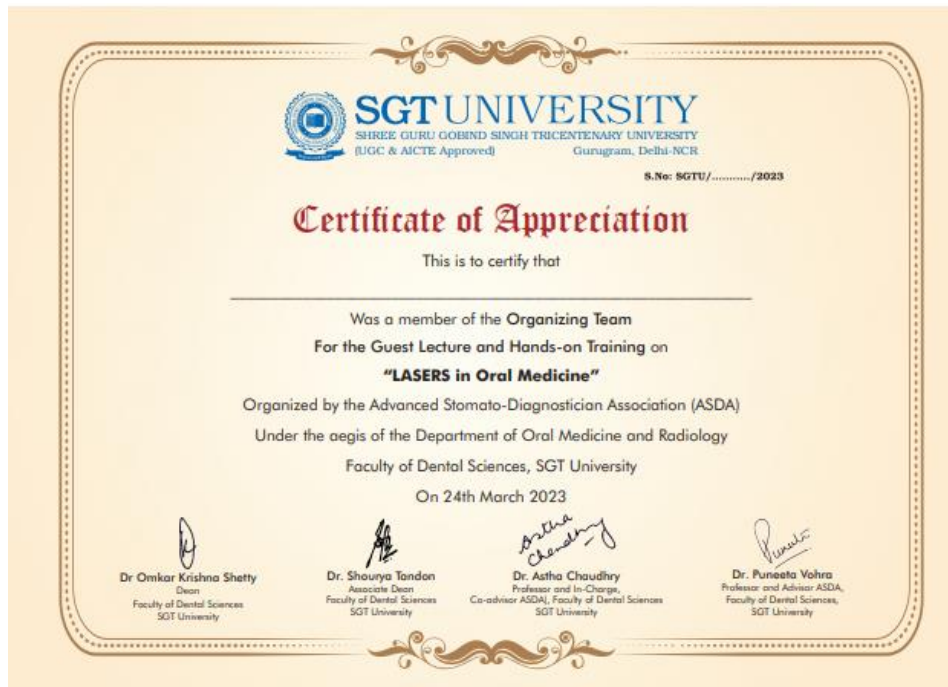 SGT UNIVERSITY
SHREE GURU GOBIND SINGH TRICENTENARY UNIVERSITY
(UGC & AICTE Approved) Gurugram, Delhi-NCR
S.No: SGTU/.........../2023
Certificate of Appreciation
This is to certify that
Was a member of the Organizing Team
For the Guest Lecture and Hands-on Training on
“LASERS in Oral Medicine”
Organized by the Advanced Stomato-Diagnostician Association (ASDA)
Under the aegis of the Department of Oral Medicine and Radiology
Faculty of Dental Sciences, SGT University
On 24th March 2023
Astha
Chaudhry
Puneeta
Dr Omkar Krishna Shetty
Dean
Faculty of Dental Sciences
SGT University
Dr. Shourya Tandon
Associate Dean
Faculty of Dental Sciences
SGT University
Dr. Astha Chaudhry
Professor and In-Charge,
Co-advisor ASDA), Faculty of Dental Sciences
SGT University
Dr. Puneeta Vohra
Professor and Advisor ASDA,
Faculty of Dental Sciences,
SGT University